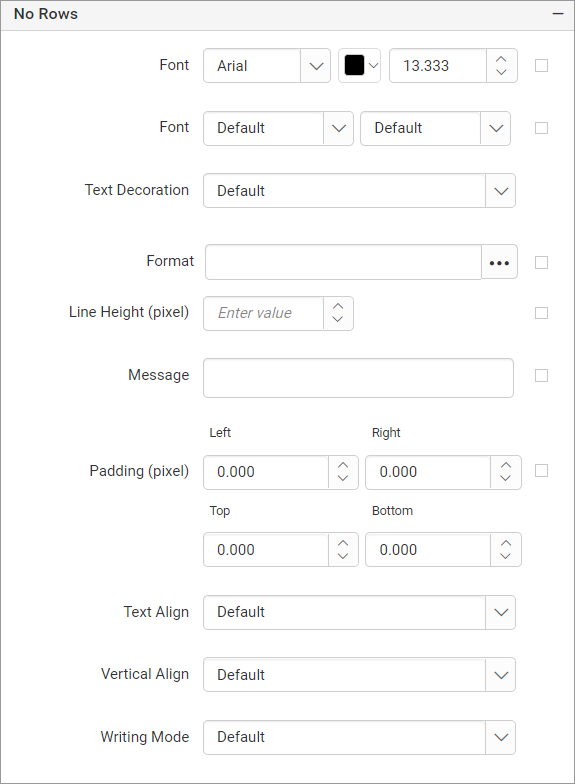 No Rows
Font Arial 13.333
Font Default Default
Text Decoration Default
Format
Line Height (pixel) Enter value
Message
Left Right
Padding (pixel) 0.000 0.000
Top Bottom
0.000 0.000
Text Align Default
Vertical Align Default
Writing Mode Default